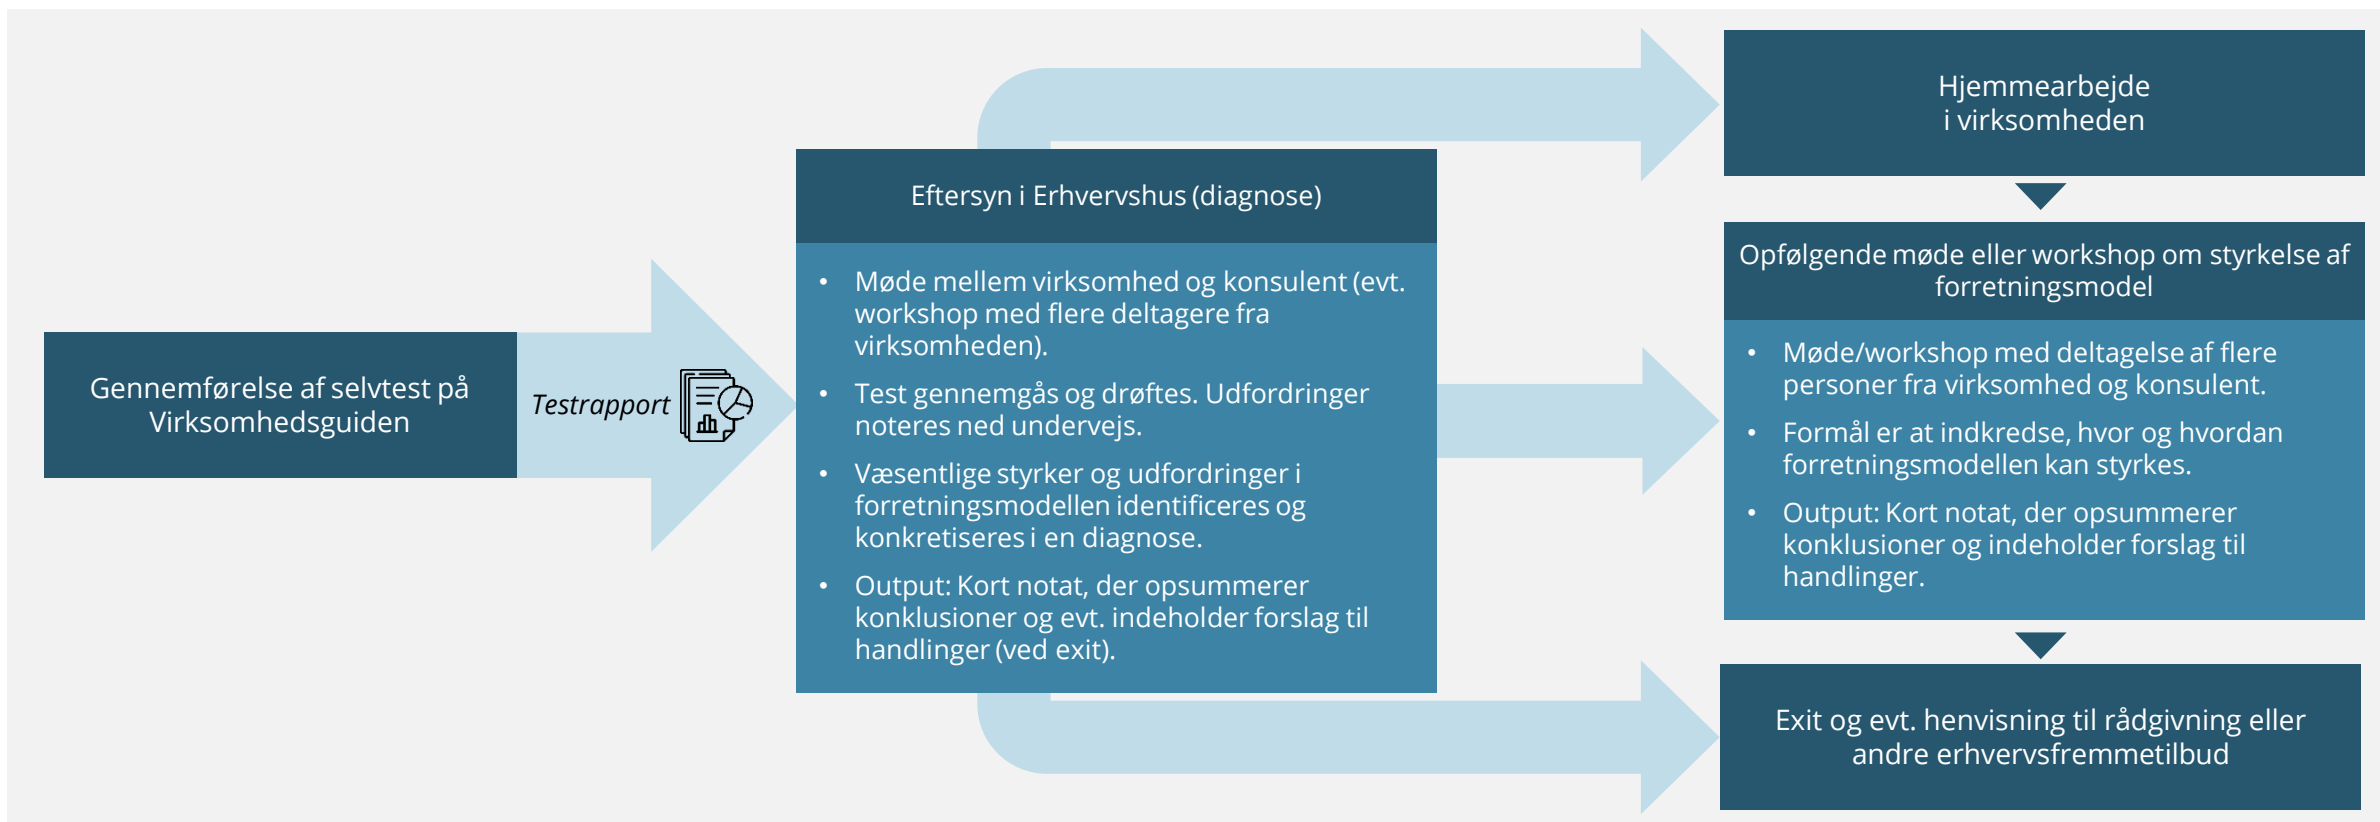 Gennemførelse af selvtest på
Virksomhedsguiden
Testrapport
Eftersyn i Erhvervshus (diagnose)
• Møde mellem virksomhed og konsulent (evt.
workshop med flere deltagere fra
virksomheden).
• Test gennemgås og drøftes. Udfordringer
noteres ned undervejs.
• Væsentlige styrker og udfordringer i
forretningsmodellen identificeres og
konkretiseres i en diagnose.
• Output: Kort notat, der opsummerer
konklusioner og evt. indeholder forslag til
handlinger (ved exit).
Hjemmearbejde
i virksomheden
Opfølgende møde eller workshop om styrkelse af
forretningsmodel
• Møde/workshop med deltagelse af flere
personer fra virksomhed og konsulent.
• Formål er at indkredse, hvor og hvordan
forretningsmodellen kan styrkes.
• Output: Kort notat, der opsummerer
konklusioner og indeholder forslag til
handlinger.
Exit og evt. henvisning til rådgivning eller
andre erhvervsfremmetilbud